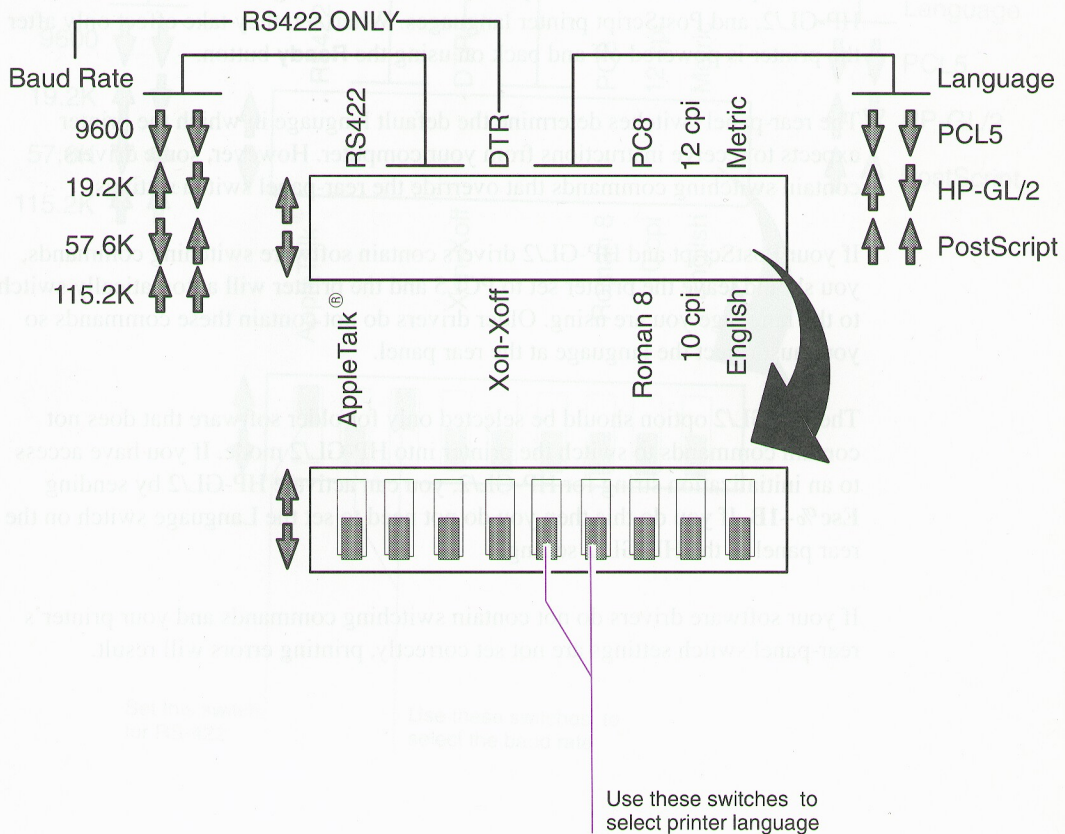 RS422 ONLY
Baud Rate
9600
19.2K
57.6K
115.2K
RS422
DTR
PC8
12 cpi
Metric
Language
PCL5
HP-GL/2
PostScript
AppleTalk®
Xon-Xoff
Roman 8
10 cpi
English
Use these switches to
select printer language